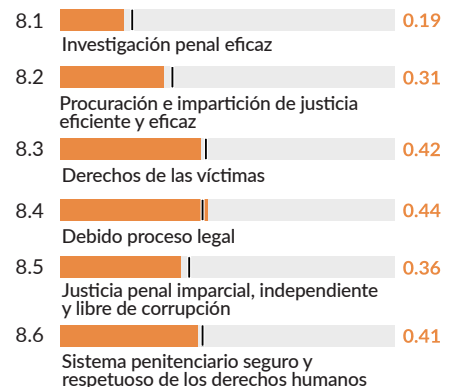 8.1 0.19
Investigación penal eficaz
8.2 0.31
Procuración e impartición de justicia
eficiente y eficaz
8.3 0.42
Derechos de las víctimas
8.4 0.44
Debido proceso legal
8.5 0.36
Justicia penal imparcial, independiente
y libre de corrupción
8.6 0.41
Sistema penitenciario seguro y
respetuoso de los derechos humanos